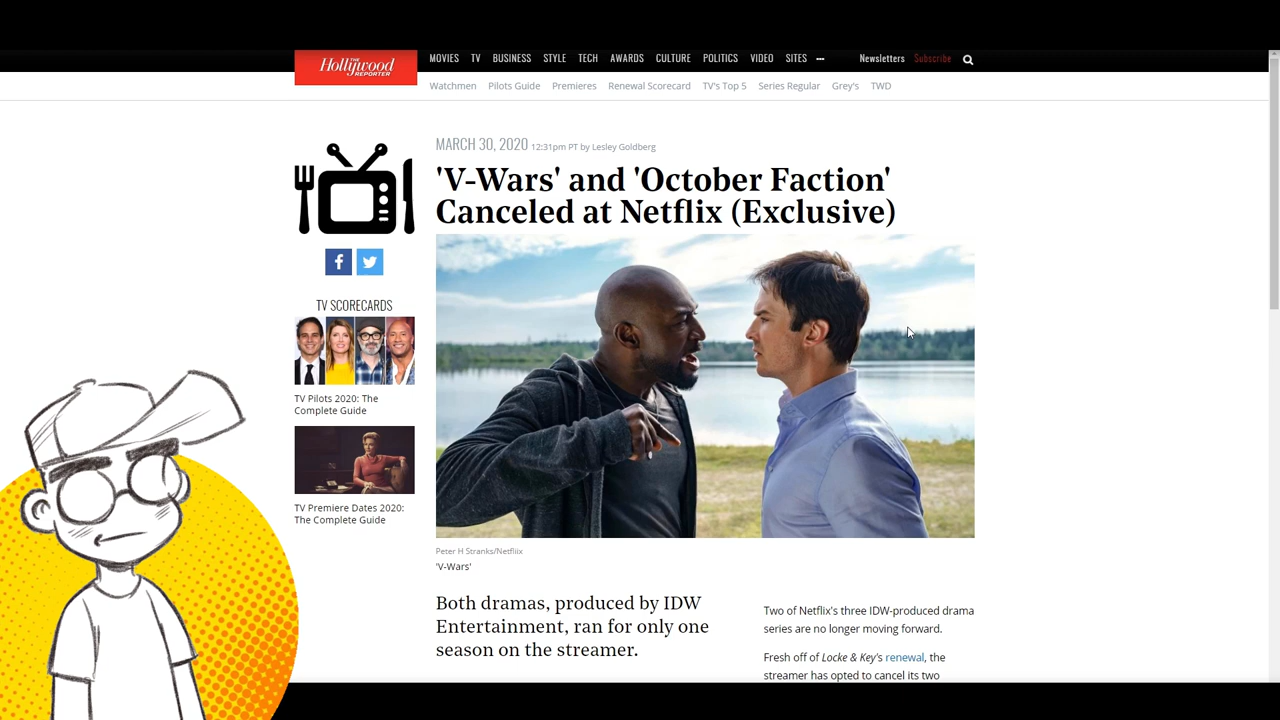 THE
Hollywood
REPORTER
MOVIES TV BUSINESS STYLE TECH AWARDS CULTURE POLITICS VIDEO SITES •••
Newsletters Subscribe
Watchmen Pilots Guide Premieres Renewal Scorecard TV's Top 5 Series Regular Grey's TWD
MARCH 30, 2020 12:31pm PT by Lesley Goldberg
'V-Wars' and 'October Faction'
Canceled at Netflix (Exclusive)
TV SCORECARDS
TV Pilots 2020: The
Complete Guide
TV Premiere Dates 2020:
The Complete Guide
Peter H Stranks/Netfliix
'V-Wars'
Both dramas, produced by IDW
Entertainment, ran for only one
season on the streamer.
Two of Netflix's three IDW-produced drama
series are no longer moving forward.
Fresh off of Locke & Key's renewal, the
streamer has opted to cancel its two